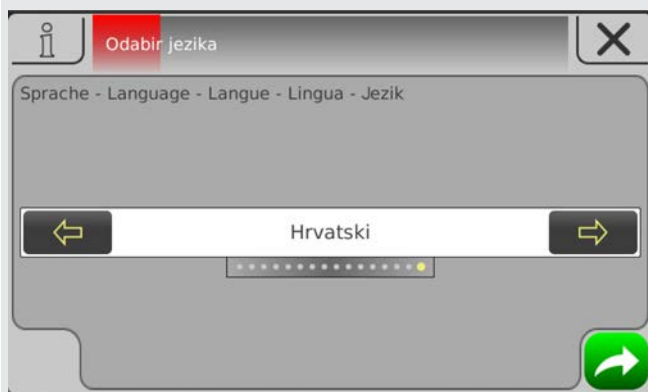 Odabir jezika
Sprache - Language - Langue - Lingua - Jezik
Hrvatski